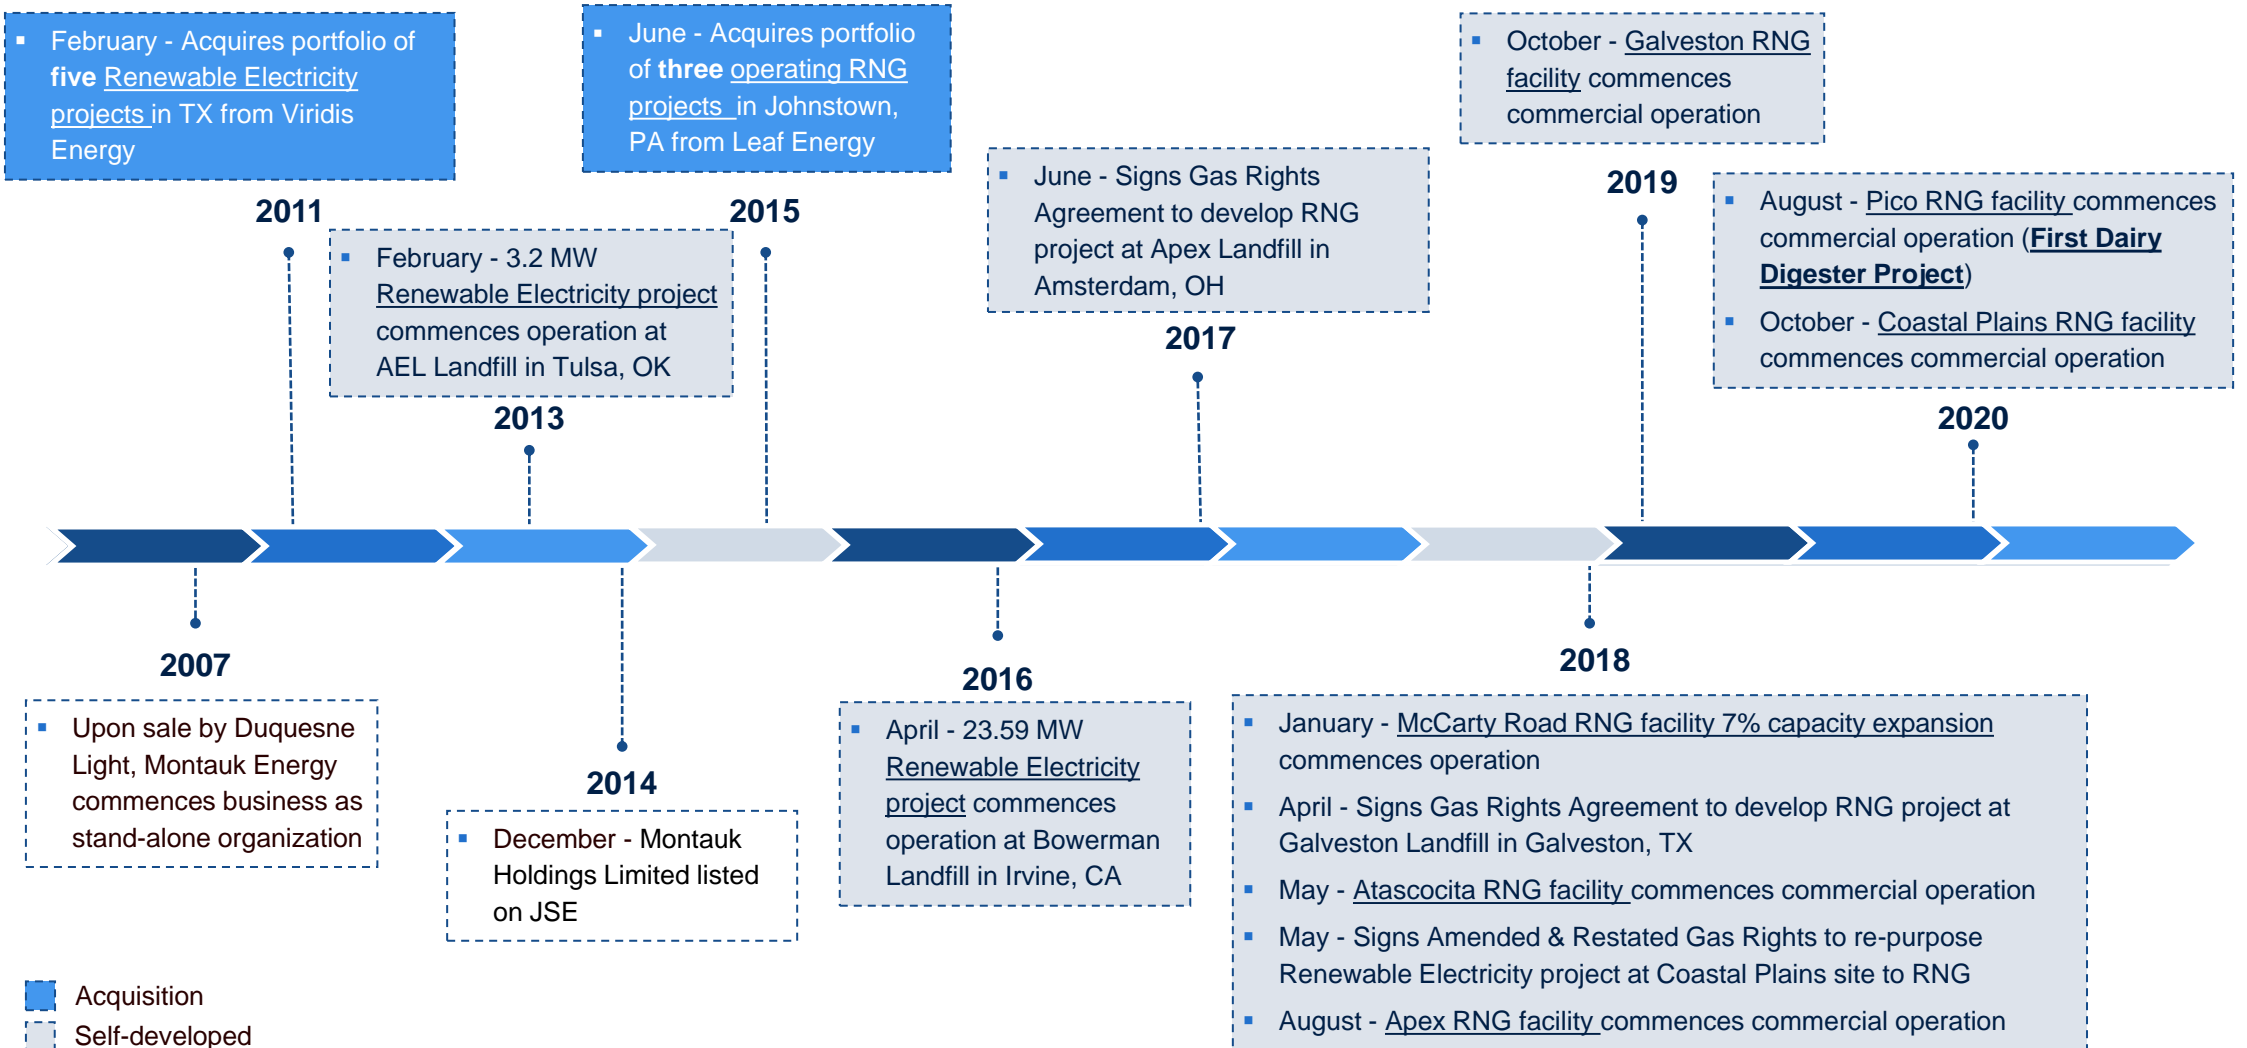 ▪ February - Acquires portfolio of
five Renewable Electricity
projects in TX from Viridis
Energy
2011
▪ February - 3.2 MW
Renewable Electricity project
commences operation at
AEL Landfill in Tulsa, OK
2013
▪ June - Acquires portfolio
of three operating RNG
projects in Johnstown,
PA from Leaf Energy
2015
▪ June - Signs Gas Rights
Agreement to develop RNG
project at Apex Landfill in
Amsterdam, OH
2017
▪ October - Galveston RNG
facility commences
commercial operation
2019
▪ August - Pico RNG facility commences
commercial operation (First Dairy
Digester Project)
▪ October - Coastal Plains RNG facility
commences commercial operation
2020
2007
▪ Upon sale by Duquesne
Light, Montauk Energy
commences business as
stand-alone organization
2014
▪ December - Montauk
Holdings Limited listed
on JSE
2016
▪ April - 23.59 MW
Renewable Electricity
project commences
operation at Bowerman
Landfill in Irvine, CA
2018
▪ January - McCarty Road RNG facility 7% capacity expansion
commences operation
▪ April - Signs Gas Rights Agreement to develop RNG project at
Galveston Landfill in Galveston, TX
▪ May - Atascocita RNG facility commences commercial operation
▪ May - Signs Amended & Restated Gas Rights to re-purpose
Renewable Electricity project at Coastal Plains site to RNG
▪ August - Apex RNG facility commences commercial operation
Acquisition
Self-developed